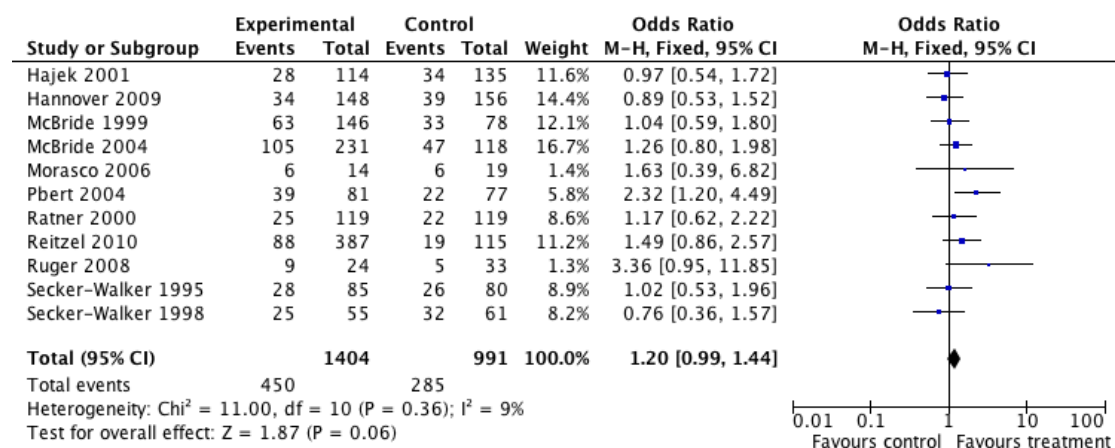 Experimental Control Odds Ratio Odds Ratio
Study or Subgroup Events Total Events Total Weight M-H, Fixed, 95% CI M-H, Fixed, 95% CI
Hajek 2001 28 114 34 135 11.6% 0.97 [0.54, 1.72]
Hannover 2009 34 148 39 156 14.4% 0.89 [0.53, 1.52]
McBride 1999 63 146 33 78 12.1% 1.04 [0.59, 1.80]
McBride 2004 105 231 47 118 16.7% 1.26 [0.80, 1.98]
Morasco 2006 6 14 6 19 1.4% 1.63 [0.39, 6.82]
Pbert 2004 39 81 22 77 5.8% 2.32 [1.20, 4.49]
Ratner 2000 25 119 22 119 8.6% 1.17 [0.62, 2.22]
Reitzel 2010 88 387 19 115 11.2% 1.49 [0.86, 2.57]
Ruger 2008 9 24 5 33 1.3% 3.36 [0.95, 11.85]
Secker-Walker 1995 28 85 26 80 8.9% 1.02 [0.53, 1.96]
Secker-Walker 1998 25 55 32 61 8.2% 0.76 [0.36, 1.57]
Total (95% CI) 1404 991 100.0% 1.20 [0.99, 1.44]
Total events 450 285
Heterogeneity: Chi² = 11.00, df = 10 (P = 0.36); I² = 9%
Test for overall effect: Z = 1.87 (P = 0.06)
0.01 0.1 1 10 100
Favours control Favours treatment